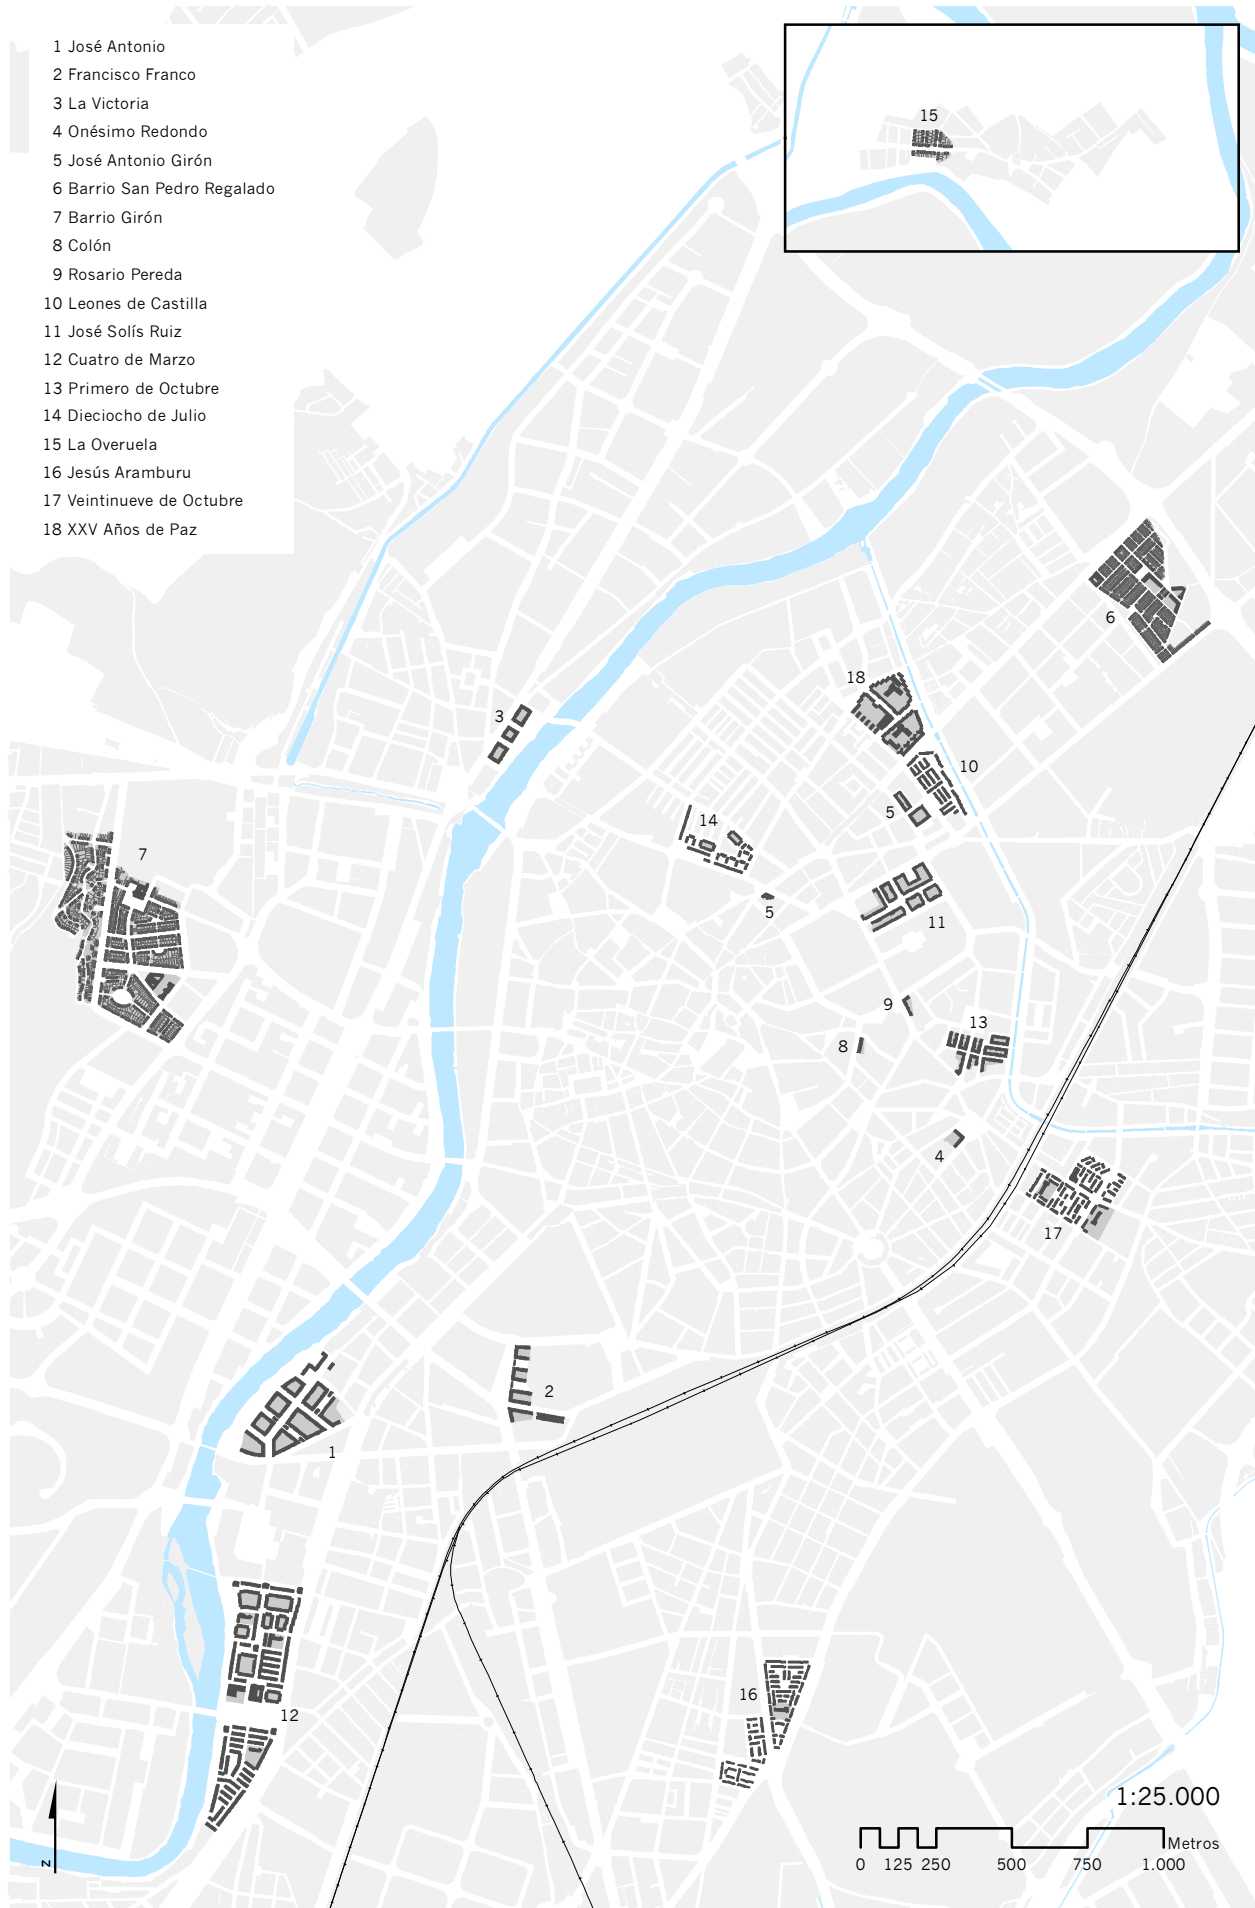 1 José Antonio
2 Francisco Franco
3 La Victoria
4 Onésimo Redondo
5 José Antonio Girón
6 Barrio San Pedro Regalado
7 Barrio Girón
8 Colón
9 Rosario Pereda
10 Leones de Castilla
11 José Solís Ruiz
12 Cuatro de Marzo
13 Primero de Octubre
14 Dieciocho de Julio
15 La Overuela
16 Jesús Aramburu
17 Veintinueve de Octubre
18 XXV Años de Paz
15
6
18
3
10
5
14
7
5
11
9
13
8
4
17
2
1
16
12
1:25.000
Metros
0 125 250 500 750 1.000
N